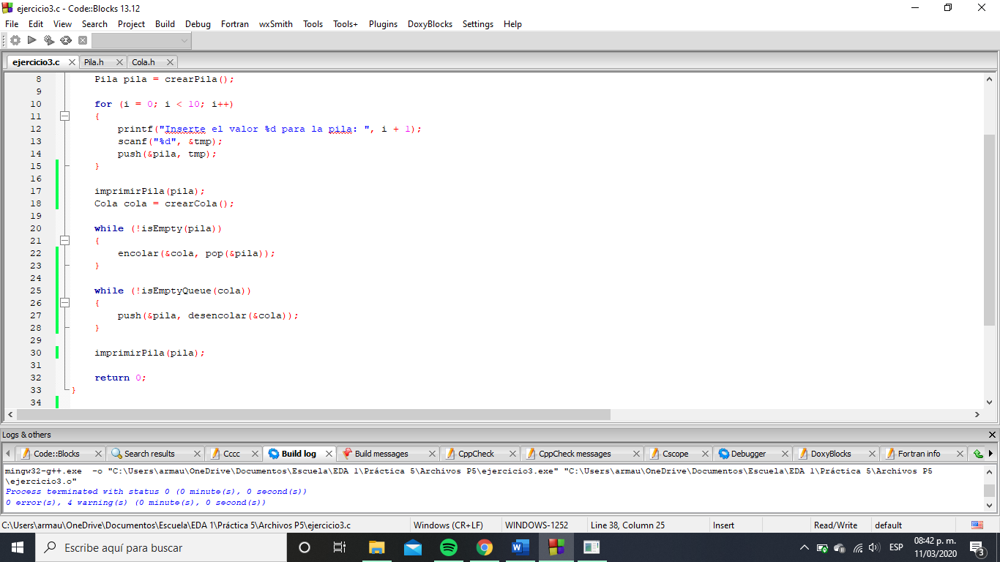 ejercicio3.c - Code::Blocks 13.12
File Edit View Search Project Build Debug Fortran wxSmith Tools Tools+ Plugins DoxyBlocks Settings Help
ejercicio3.c Pila.h Cola.h
8 Pila pila = crearPila();
9
10 for (i = 0; i < 10; i++)
11 {
12 printf("Inserte el valor %d para la pila: ", i + 1);
13 scanf("%d", &tmp);
14 push(&pila, tmp);
15 }
16
17 imprimirPila(pila);
18 Cola cola = crearCola();
19
20 while (!isEmpty(pila))
21 {
22 encolar(&cola, pop(&pila));
23 }
24
25 while (!isEmptyQueue(cola))
26 {
27 push(&pila, desencolar(&cola));
28 }
29
30 imprimirPila(pila);
31
32 return 0;
33 }
34
Logs & others
Code::Blocks Search results Cccc Build log Build messages CppCheck CppCheck messages Cscope Debugger DoxyBlocks Fortran info
mingw32-g++.exe -o "C:\Users\armau\OneDrive\Documentos\Escuela\EDA 1\Práctica 5\Archivos P5\ejercicio3.exe" "C:\Users\armau\OneDrive\Documentos\Escuela\EDA 1\Práctica 5\Archivos P5
\ejercicio3.o"
Process terminated with status 0 (0 minute(s), 0 second(s))
0 error(s), 4 warning(s) (0 minute(s), 0 second(s))
C:\Users\armau\OneDrive\Documentos\Escuela\EDA 1\Práctica 5\Archivos P5\ejercicio3.c Windows (CR+LF) WINDOWS-1252 Line 38, Column 25 Insert Read/Write default
Escribe aquí para buscar
ESP
08:42 p. m.
11/03/2020
3